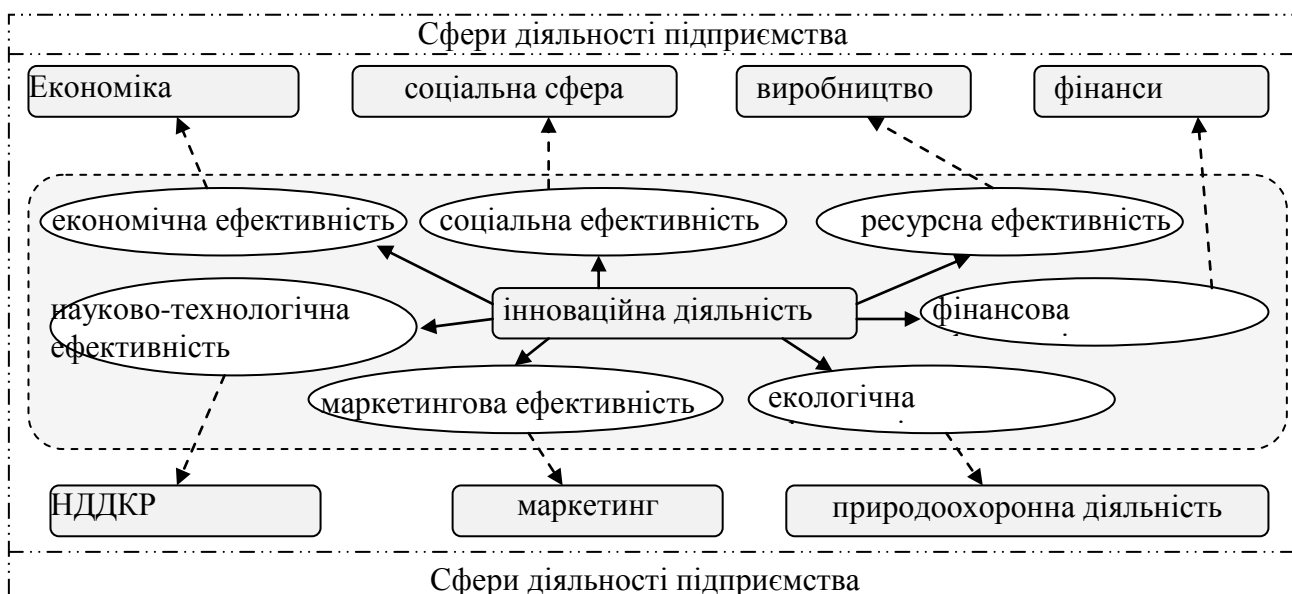 Сфери діяльності підприємства
Економіка
соціальна сфера
виробництво
фінанси
економічна ефективність
соціальна ефективність
ресурсна ефективність
науково-технологічна
ефективність
інноваційна діяльність
фінансова
маркетингова ефективність
екологічна
НДДКР
маркетинг
природоохоронна діяльність
Сфери діяльності підприємства